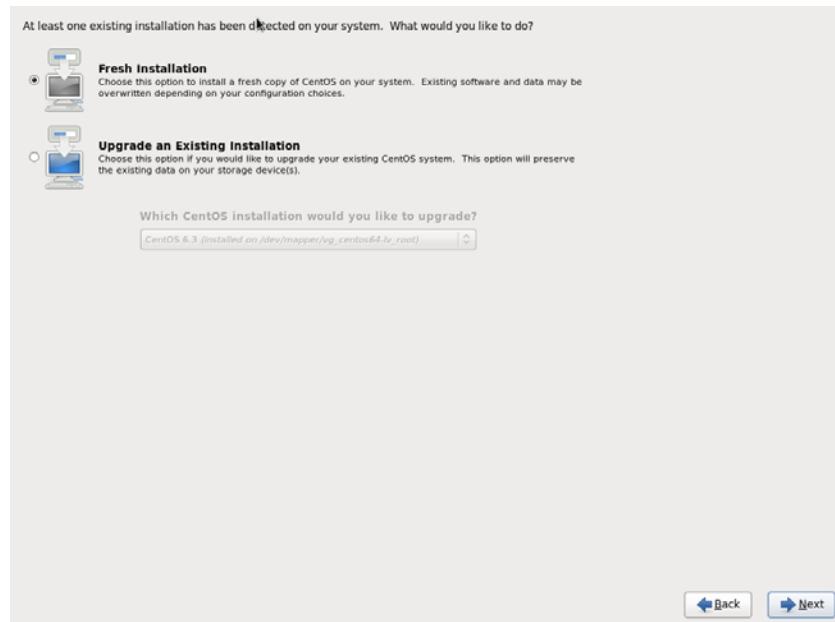 At least one existing installation has been detected on your system. What would you like to do?
Fresh Installation
Choose this option to install a fresh copy of CentOS on your system. Existing software and data may be
overwritten depending on your configuration choices.
Upgrade an Existing Installation
Choose this option if you would like to upgrade your existing CentOS system. This option will preserve
the existing data on your storage device(s).
Which CentOS installation would you like to upgrade?
CentOS 6.3 (installed on /dev/mapper/vg_centos64-lv_root)
Back
Next